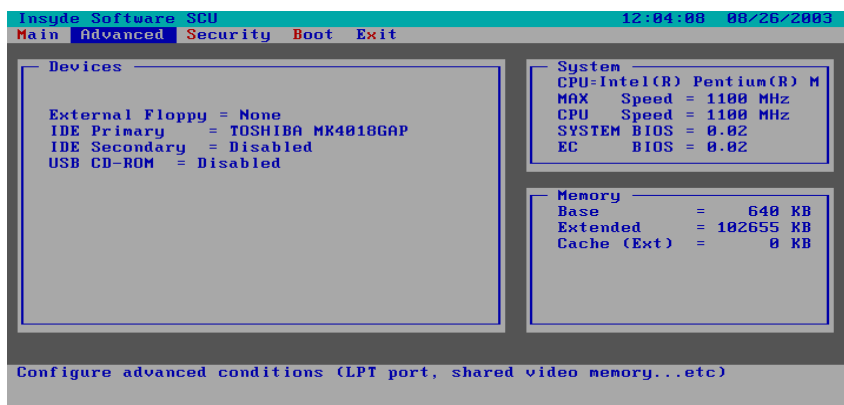 Insyde Software SCU 12:04:08 08/26/2003
Main Advanced Security Boot Exit
Devices
External Floppy = None
IDE Primary = TOSHIBA MK4018GAP
IDE Secondary = Disabled
USB CD-ROM = Disabled
System
CPU=Intel(R) Pentium(R) M
MAX Speed = 1100 MHz
CPU Speed = 1100 MHz
SYSTEM BIOS = 0.02
EC BIOS = 0.02
Memory
Base = 640 KB
Extended = 102655 KB
Cache (Ext) = 0 KB
Configure advanced conditions (LPT port, shared video memory...etc)